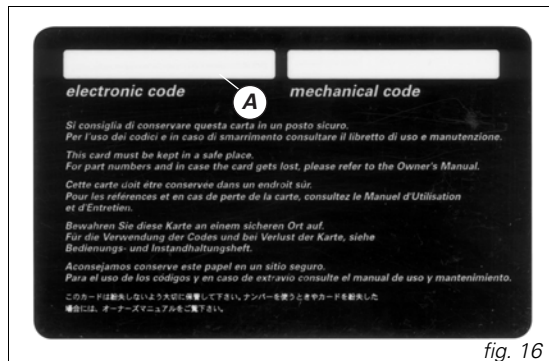 electronic code mechanical code
A
Si consiglia di conservare questa carta in un posto sicuro.
Per l'uso dei codici e in caso di smarrimento consultare il libretto di uso e manutenzione.
This card must be kept in a safe place.
For part numbers and in case the card gets lost, please refer to the Owner's Manual.
Cette carte doit étre conservée dans un endroit sûr.
Pour les références et en cas de perte de la carte, consultez le Manuel d'Utilisation
et d'Entretien.
Bewahren Sie diese Karte an einem sicheren Ort auf.
Für die Verwendung der Codes und bei Verlust der Karte, siehe
Bedienungs- und Instandhaltungsheft.
Aconsejamos conserve este papel en un sitio seguro.
Para el uso de los códigos y en caso de extravío consulte el manual de uso y mantenimiento.
このカードは紛失しないよう大切に保管して下さい。ナンバーを使うときやカードを紛失した
場合には、オーナーズマニュアルをご覧下さい。
fig. 16